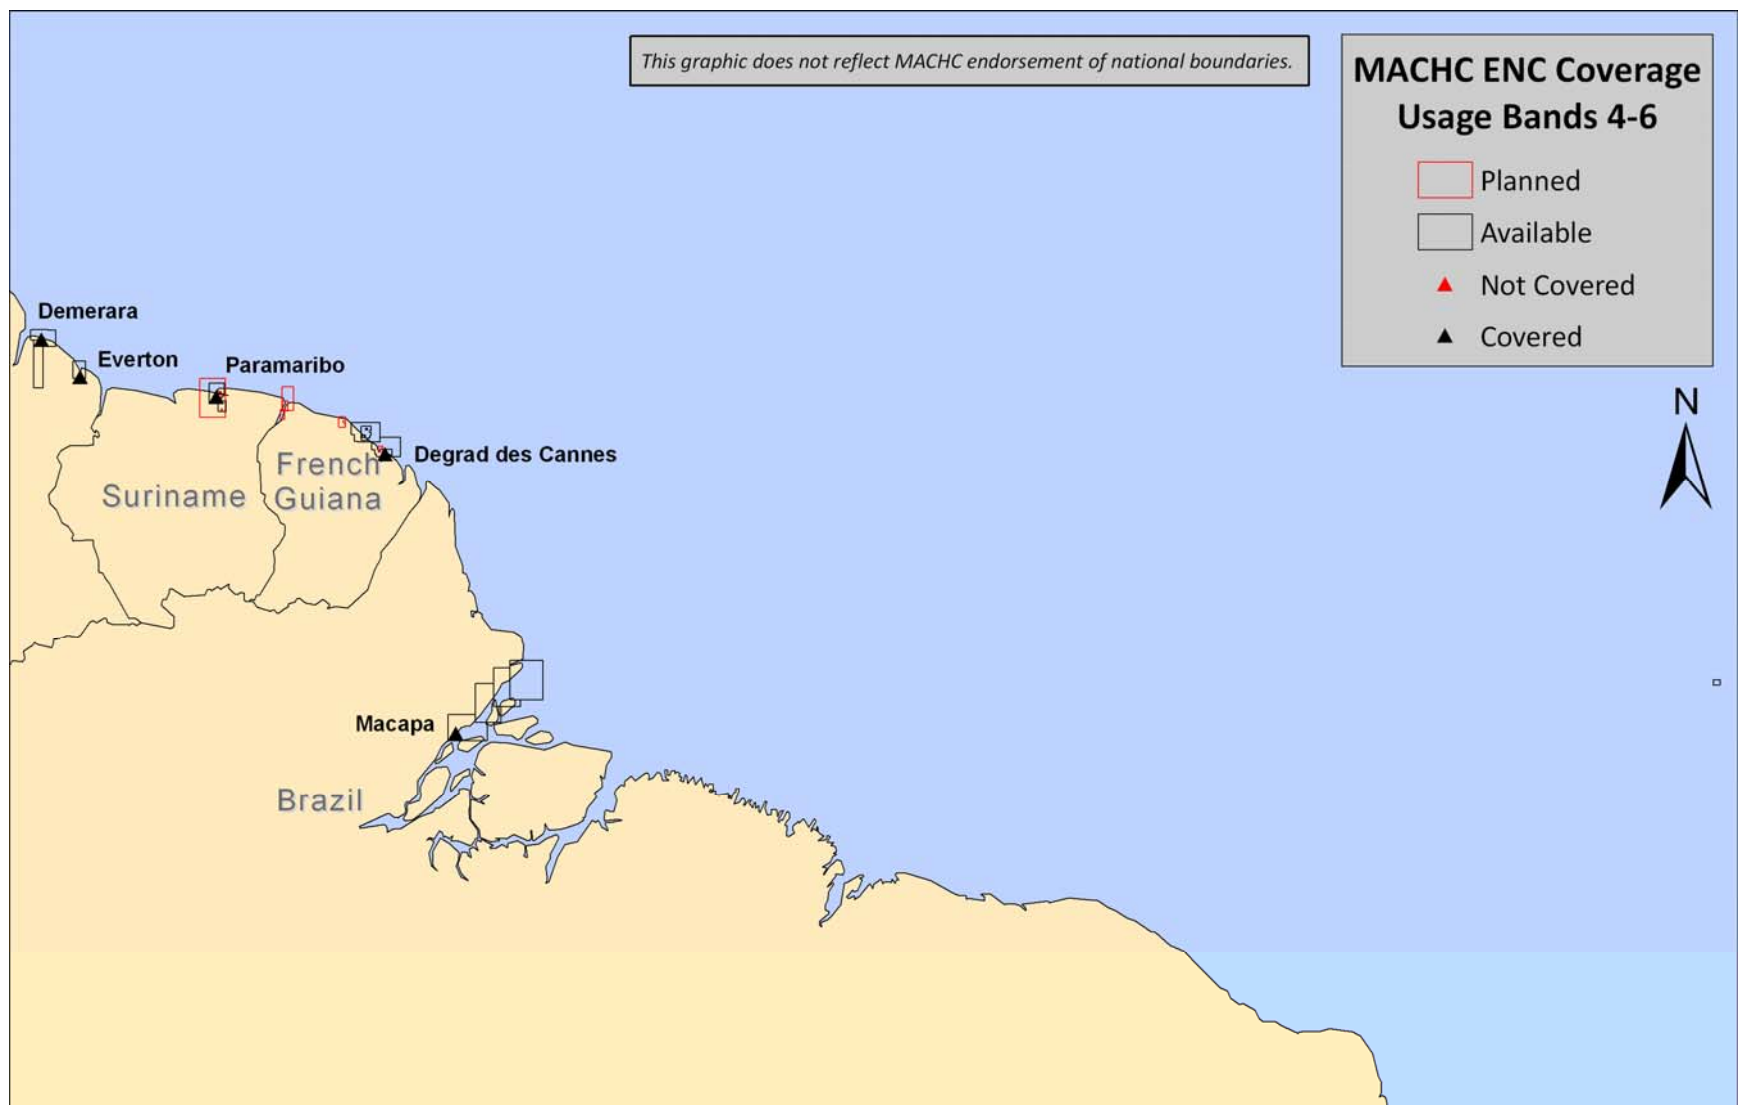 This graphic does not reflect MACHC endorsement of national boundaries.
MACHC ENC Coverage
Usage Bands 4-6
Planned
Available
Not Covered
Covered
N
Demerara
Everton
Paramaribo
Degrad des Cannes
French
Guiana
Suriname
Macapa
Brazil